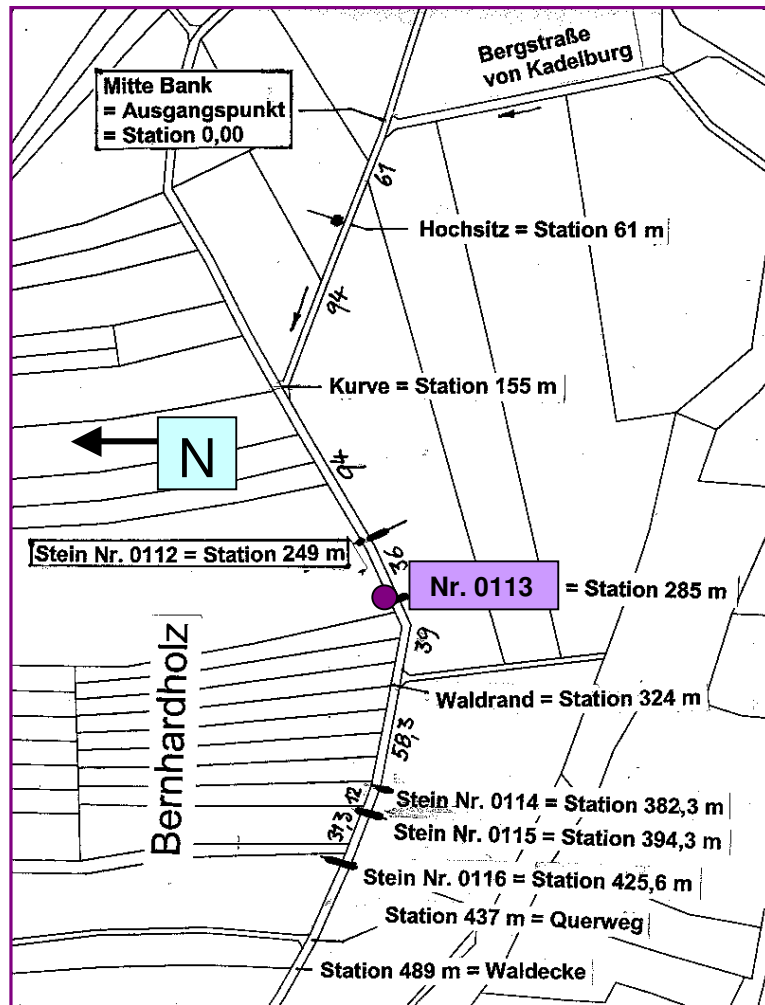 Bergstraße
von Kadelburg
Mitte Bank
= Ausgangspunkt
= Station 0,00
61
Hochsitz = Station 61 m
94
Kurve = Station 155 m
N
94
Stein Nr. 0112 = Station 249 m
36
Nr. 0113 = Station 285 m
39
Bernhardholz
Waldrand = Station 324 m
58,3
12
Stein Nr. 0114 = Station 382,3 m
31,3
Stein Nr. 0115 = Station 394,3 m
Stein Nr. 0116 = Station 425,6 m
Station 437 m = Querweg
Station 489 m = Waldecke